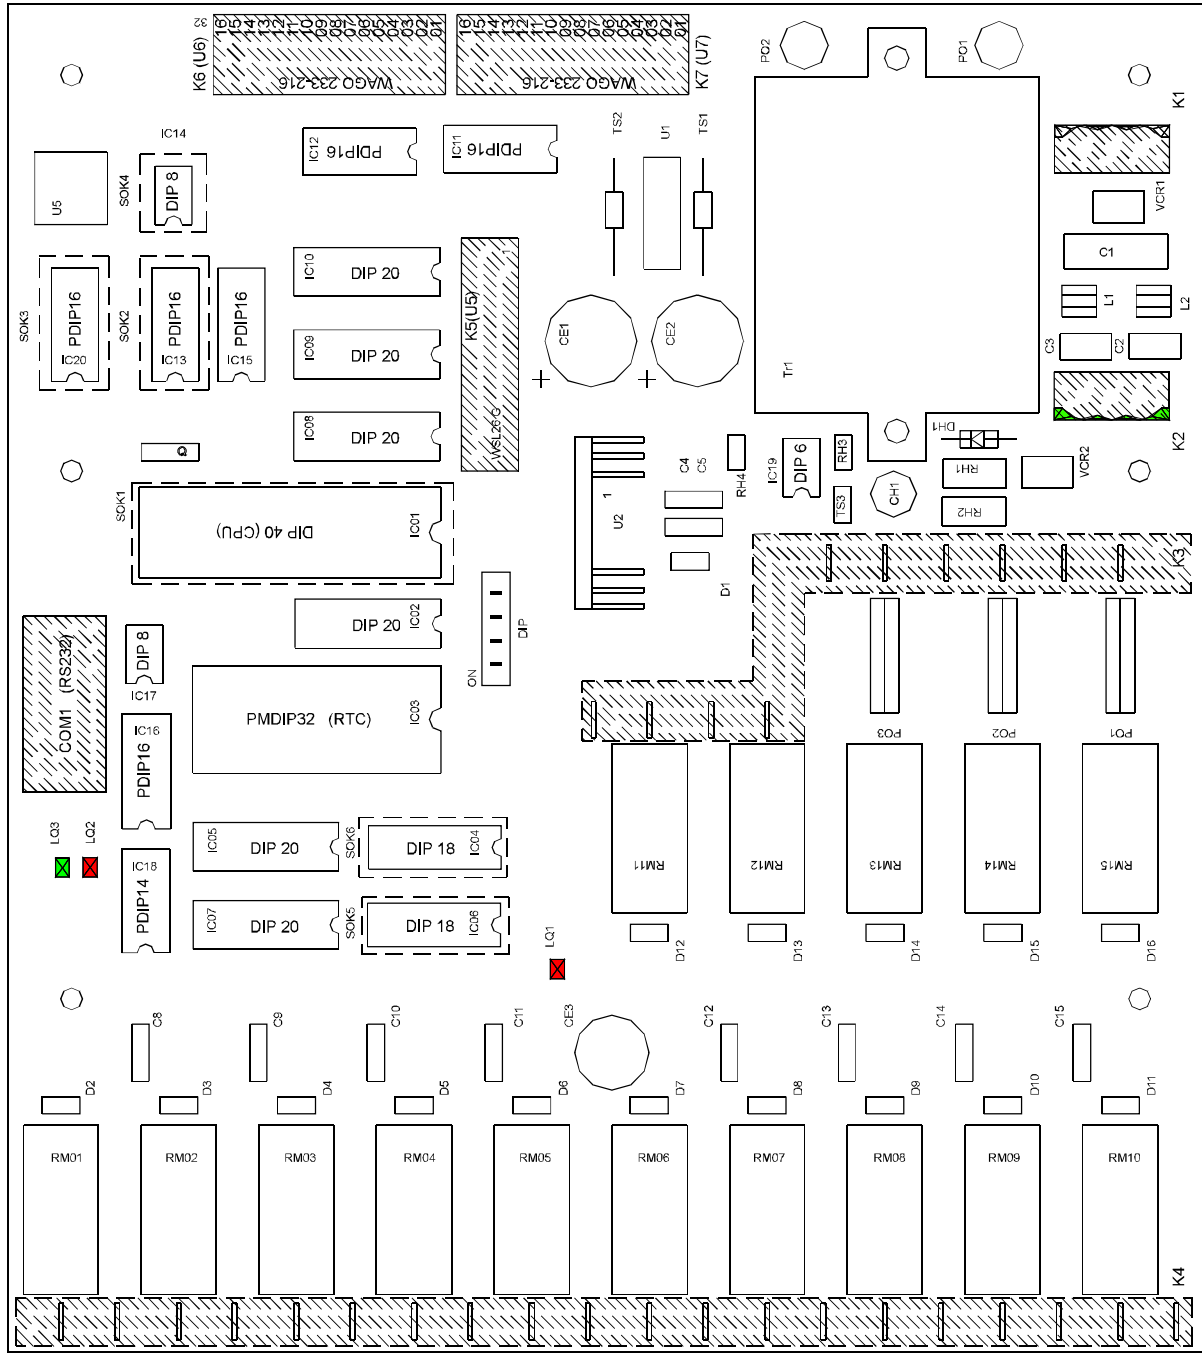 32
16 15 14 13 12 11 10 09 08 07 06 05 04 03 02 01
WAGO 233-216
K6 (U6)
16 15 14 13 12 11 10 09 08 07 06 05 04 03 02 01
WAGO 233-216
K7 (U7)
PO2
PO1
K1
IC14
SOK4
DIP 8
U5
IC12
PDIP16
IC11
PDIP16
TS2
U1
TS1
VCR1
C1
L1
L2
C3
C2
K2
Tr1
SOK3
PDIP16
IC20
SOK2
PDIP16
IC13
PDIP16
IC15
IC10
DIP 20
IC09
DIP 20
IC08
DIP 20
1
K5(U5)
WSL26 G
CE1
CE2
+
+
Q
SOK1
DIP 40 (CPU)
IC01
1
U2
C4
C5
D1
RH4
IC19
DIP 6
RH3
TS3
CH1
DH1
RH1
RH2
VCR2
K3
DIP 20
IC02
ON
DIP
COM1 (RS232)
DIP 8
IC17
PMDIP32 (RTC)
IC03
IC16
PDIP16
IC18
PDIP14
LQ3
LQ2
IC05
DIP 20
SOK6
DIP 18
IC04
IC07
DIP 20
SOK5
DIP 18
IC06
LQ1
PO3
PO2
PO1
RM11
RM12
RM13
RM14
RM15
D12
D13
D14
D15
D16
C8
C9
C10
C11
CE3
C12
C13
C14
C15
D2
D3
D4
D5
D6
D7
D8
D9
D10
D11
RM01
RM02
RM03
RM04
RM05
RM06
RM07
RM08
RM09
RM10
K4